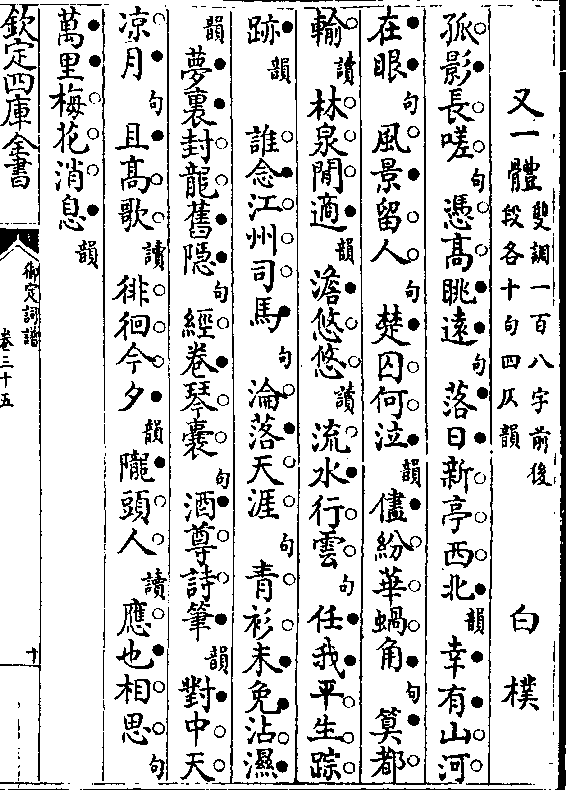 又一體 雙調一百八字前後段各十句四仄韻 白樸
孤影長嗟句憑高眺遠句落日新亭西北韻幸有山河
在眼句風景留人句楚囚何泣韻儘紛華蝸角句算都
輸讀林泉閒適韻澹悠悠讀流水行雲句任我平生踪
跡韻 誰念江州司馬句淪落天涯句青衫未免沾濕
韻夢裏封龍舊隱句經卷琴囊句酒尊詩筆韻對中天
凉月句且高歌讀徘徊今夕韻隴頭人讀應也相思句
萬里梅花消息韻
欽定四庫全書 御定詞譜 卷三十五 十